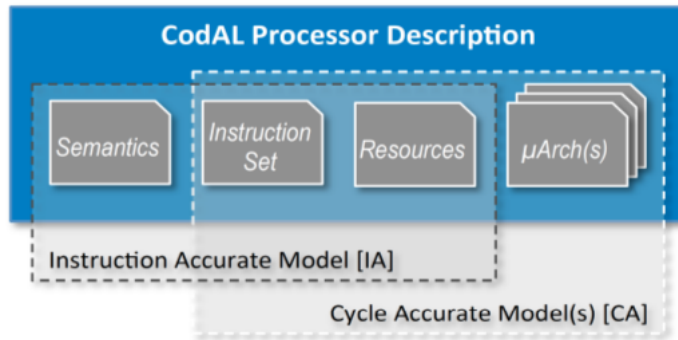 CodAL Processor Description
Semantics
Instruction
Set
Resources
µArch(s)
Instruction Accurate Model [IA]
Cycle Accurate Model(s) [CA]